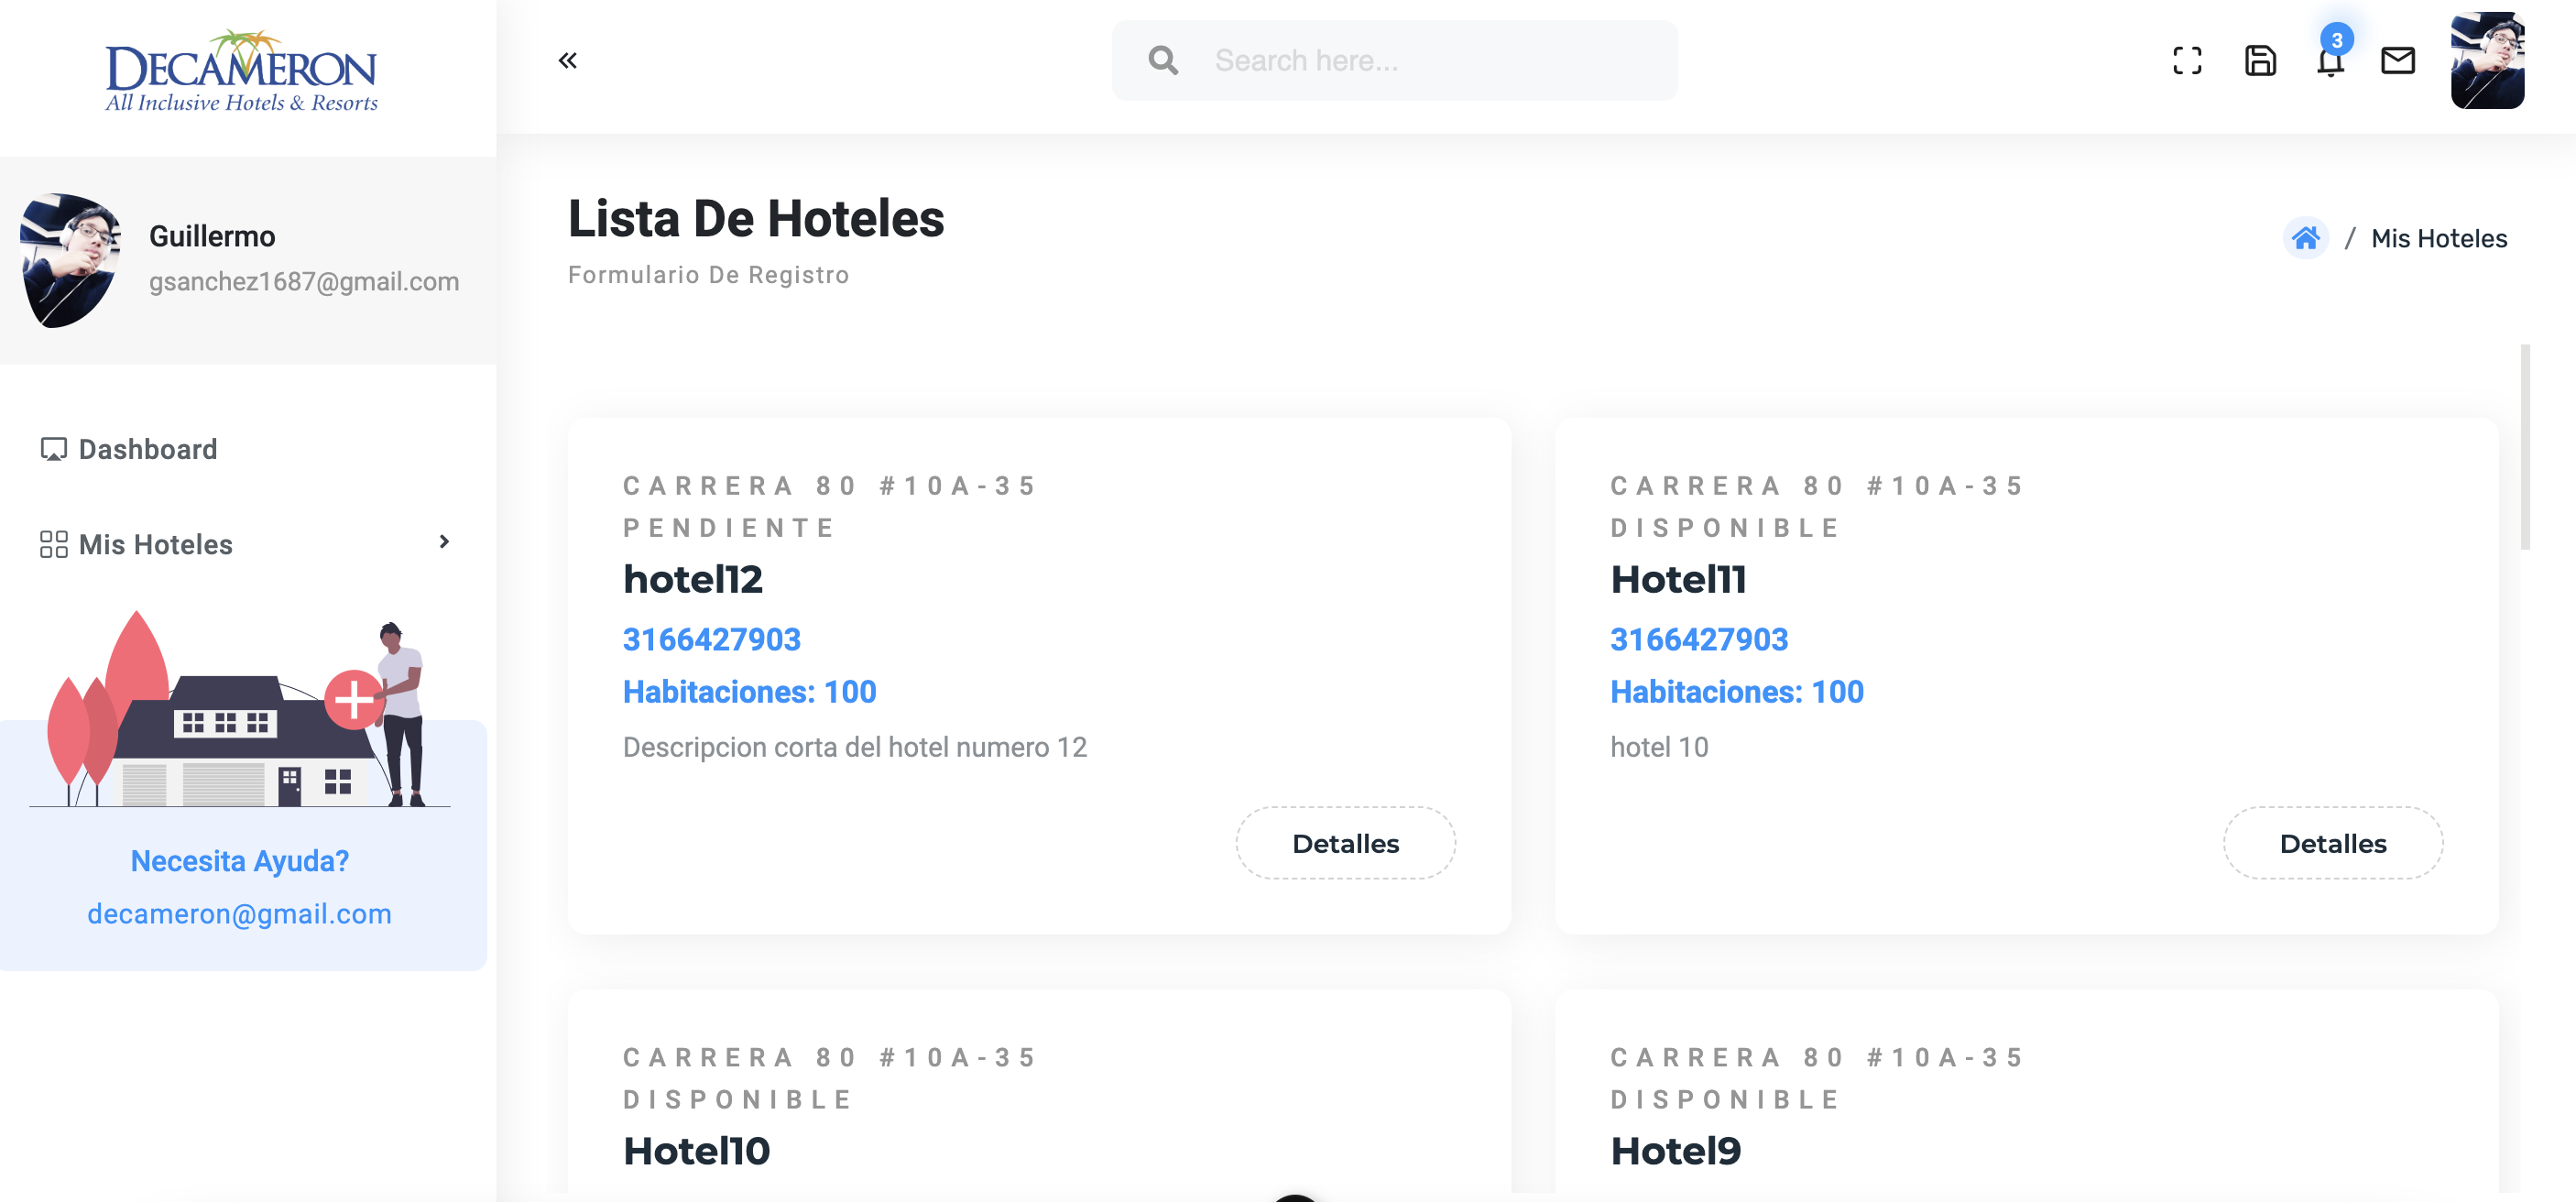 DECAMERON
All Inclusive Hotels & Resorts
Search here...
3
Guillermo
gsanchez1687@gmail.com
Dashboard
Mis Hoteles
Necesita Ayuda?
decameron@gmail.com
Lista De Hoteles
Formulario De Registro
/ Mis Hoteles
CARRERA 80 #10A-35
PENDIENTE
hotel12
3166427903
Habitaciones: 100
Descripcion corta del hotel numero 12
Detalles
CARRERA 80 #10A-35
DISPONIBLE
Hotel11
3166427903
Habitaciones: 100
hotel 10
Detalles
CARRERA 80 #10A-35
DISPONIBLE
Hotel10
CARRERA 80 #10A-35
DISPONIBLE
Hotel9